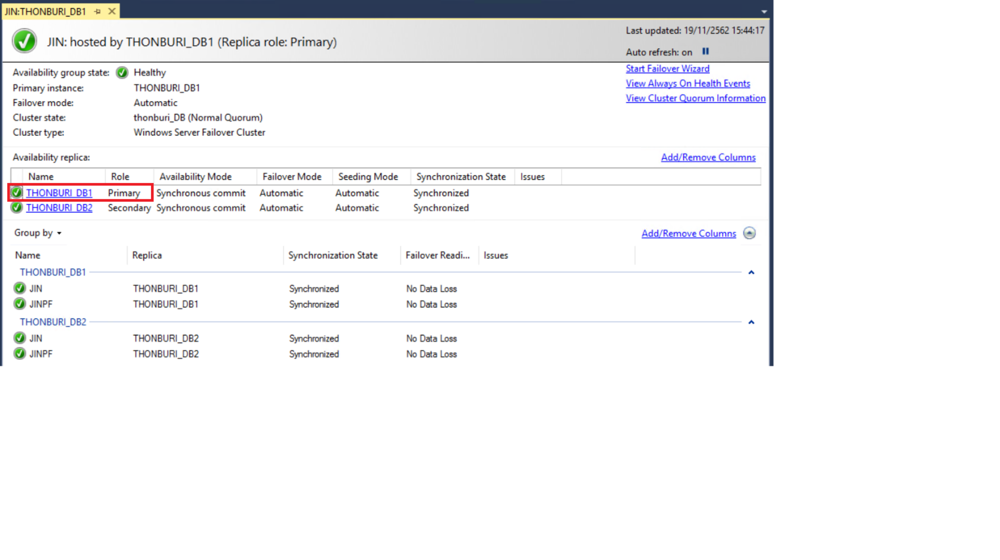 JIN:THONBURI_DB1
JIN: hosted by THONBURI_DB1 (Replica role: Primary)
Last updated: 19/11/2562 15:44:17
Auto refresh: on
Start Failover Wizard
View Always On Health Events
View Cluster Quorum Information
Availability group state: Healthy
Primary instance: THONBURI_DB1
Failover mode: Automatic
Cluster state: thonburi_DB (Normal Quorum)
Cluster type: Windows Server Failover Cluster
Availability replica: Add/Remove Columns
Name Role Availability Mode Failover Mode Seeding Mode Synchronization State Issues
THONBURI_DB1 Primary Synchronous commit Automatic Automatic Synchronized
THONBURI_DB2 Secondary Synchronous commit Automatic Automatic Synchronized
Group by Add/Remove Columns
Name Replica Synchronization State Failover Readi... Issues
THONBURI_DB1
JIN THONBURI_DB1 Synchronized No Data Loss
JINPF THONBURI_DB1 Synchronized No Data Loss
THONBURI_DB2
JIN THONBURI_DB2 Synchronized No Data Loss
JINPF THONBURI_DB2 Synchronized No Data Loss